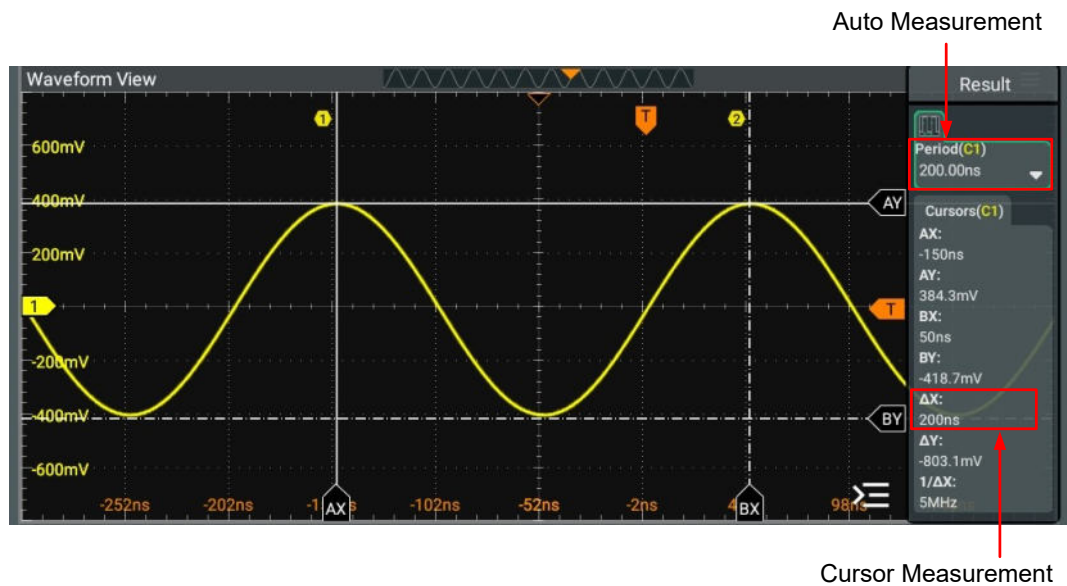 Auto Measurement
Waveform View
Result
1
T
2
600mV
Period(C1)
200.00ns
400mV
AY
Cursors(C1)
AX:
-150ns
200mV
AY:
384.3mV
1
T
BX:
50ns
-200mV
BY:
-418.7mV
-400mV
BY
ΔX:
200ns
ΔY:
-803.1mV
-600mV
1/ΔX:
5MHz
-252ns
-202ns
AX
-102ns
-52ns
-2ns
BX
Cursor Measurement